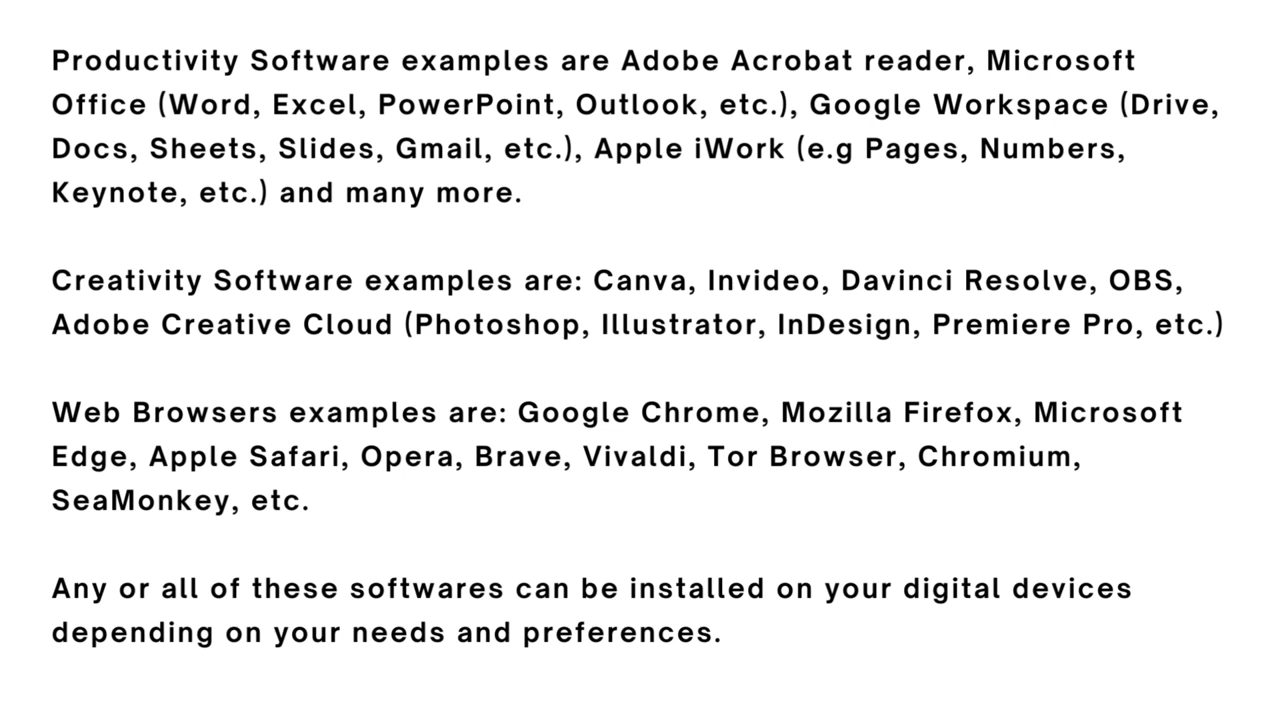 Productivity Software examples are Adobe Acrobat reader, Microsoft
Office (Word, Excel, PowerPoint, Outlook, etc.), Google Workspace (Drive,
Docs, Sheets, Slides, Gmail, etc.), Apple iWork (e.g Pages, Numbers,
Keynote, etc.) and many more.
Creativity Software examples are: Canva, Invideo, Davinci Resolve, OBS,
Adobe Creative Cloud (Photoshop, Illustrator, InDesign, Premiere Pro, etc.)
Web Browsers examples are: Google Chrome, Mozilla Firefox, Microsoft
Edge, Apple Safari, Opera, Brave, Vivaldi, Tor Browser, Chromium,
SeaMonkey, etc.
Any or all of these softwares can be installed on your digital devices
depending on your needs and preferences.